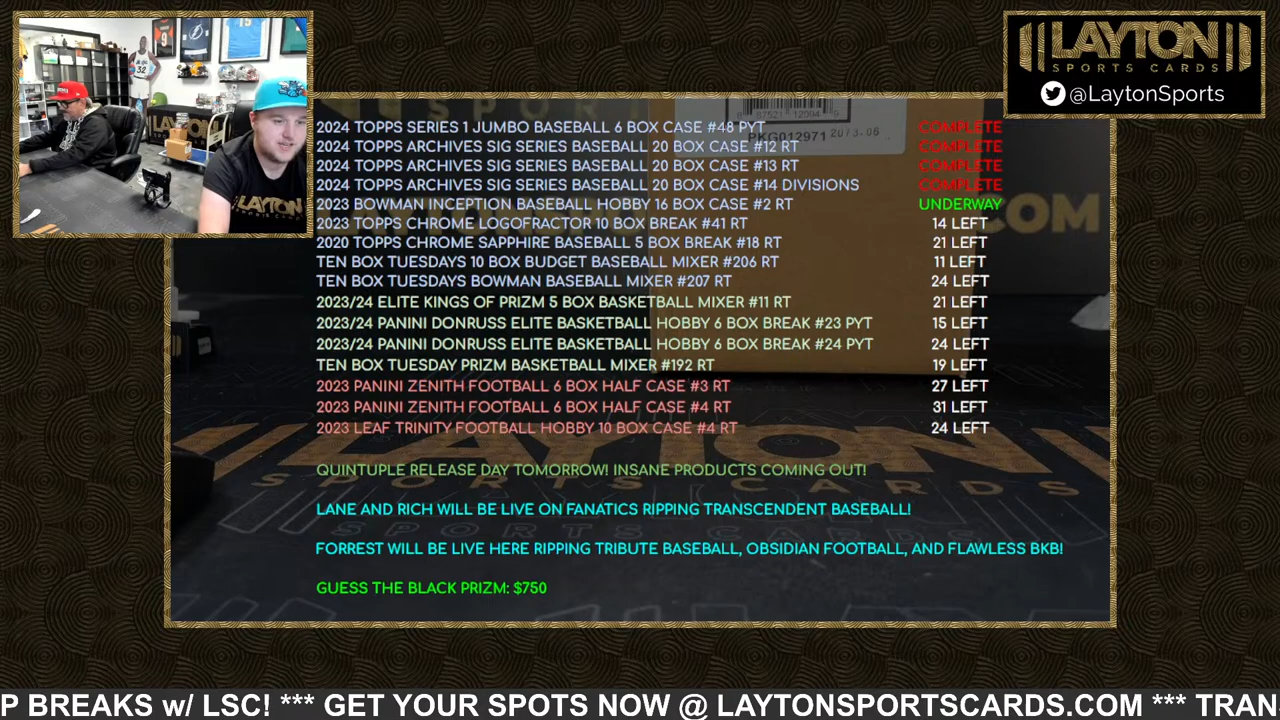 LAYTON
SPORTS CARDS
@LaytonSports
PKG012971
2024 TOPPS SERIES 1 JUMBO BASEBALL 6 BOX CASE #48 PYT COMPLETE
2024 TOPPS ARCHIVES SIG SERIES BASEBALL 20 BOX CASE #12 RT COMPLETE
2024 TOPPS ARCHIVES SIG SERIES BASEBALL 20 BOX CASE #13 RT COMPLETE
2024 TOPPS ARCHIVES SIG SERIES BASEBALL 20 BOX CASE #14 DIVISIONS COMPLETE
2023 BOWMAN INCEPTION BASEBALL HOBBY 16 BOX CASE #2 RT UNDERWAY
2023 TOPPS CHROME LOGOFRACTOR 10 BOX BREAK #41 RT 14 LEFT
2020 TOPPS CHROME SAPPHIRE BASEBALL 5 BOX BREAK #18 RT 21 LEFT
TEN BOX TUESDAYS 10 BOX BUDGET BASEBALL MIXER #206 RT 11 LEFT
TEN BOX TUESDAYS BOWMAN BASEBALL MIXER #207 RT 24 LEFT
2023/24 ELITE KINGS OF PRIZM 5 BOX BASKETBALL MIXER #11 RT 21 LEFT
2023/24 PANINI DONRUSS ELITE BASKETBALL HOBBY 6 BOX BREAK #23 PYT 15 LEFT
2023/24 PANINI DONRUSS ELITE BASKETBALL HOBBY 6 BOX BREAK #24 PYT 24 LEFT
TEN BOX TUESDAY PRIZM BASKETBALL MIXER #192 RT 19 LEFT
2023 PANINI ZENITH FOOTBALL 6 BOX HALF CASE #3 RT 27 LEFT
2023 PANINI ZENITH FOOTBALL 6 BOX HALF CASE #4 RT 31 LEFT
2023 LEAF TRINITY FOOTBALL HOBBY 10 BOX CASE #4 RT 24 LEFT
QUINTUPLE RELEASE DAY TOMORROW! INSANE PRODUCTS COMING OUT!
LANE AND RICH WILL BE LIVE ON FANATICS RIPPING TRANSCENDENT BASEBALL!
FORREST WILL BE LIVE HERE RIPPING TRIBUTE BASEBALL, OBSIDIAN FOOTBALL, AND FLAWLESS BKB!
GUESS THE BLACK PRIZM: $750
P BREAKS w/ LSC! *** GET YOUR SPOTS NOW @ LAYTONSPORTSCARDS.COM *** TRAN